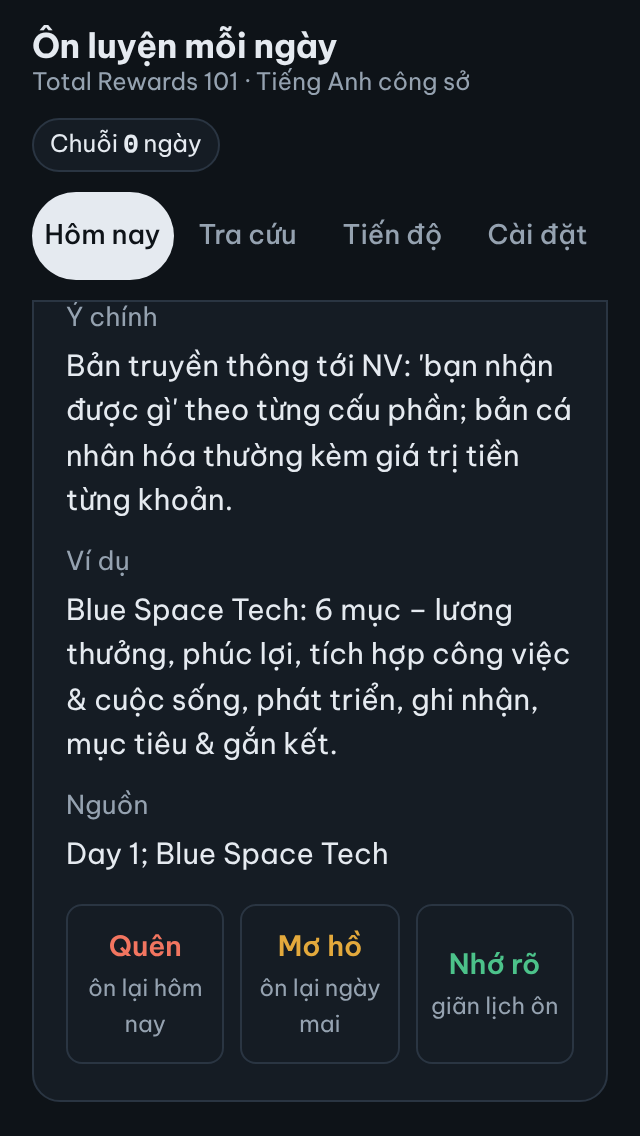 Ôn luyện mỗi ngày
Total Rewards 101 · Tiếng Anh công sở
Chuỗi 0 ngày
Hôm nay
Tra cứu
Tiến độ
Cài đặt
Ý chính
Bản truyền thông tới NV: 'bạn nhận
được gì' theo từng cấu phần; bản cá
nhân hóa thường kèm giá trị tiền
từng khoản.
Ví dụ
Blue Space Tech: 6 mục – lương
thưởng, phúc lợi, tích hợp công việc
& cuộc sống, phát triển, ghi nhận,
mục tiêu & gắn kết.
Nguồn
Day 1; Blue Space Tech
Quên
ôn lại hôm
nay
Mơ hồ
ôn lại ngày
mai
Nhớ rõ
giãn lịch ôn